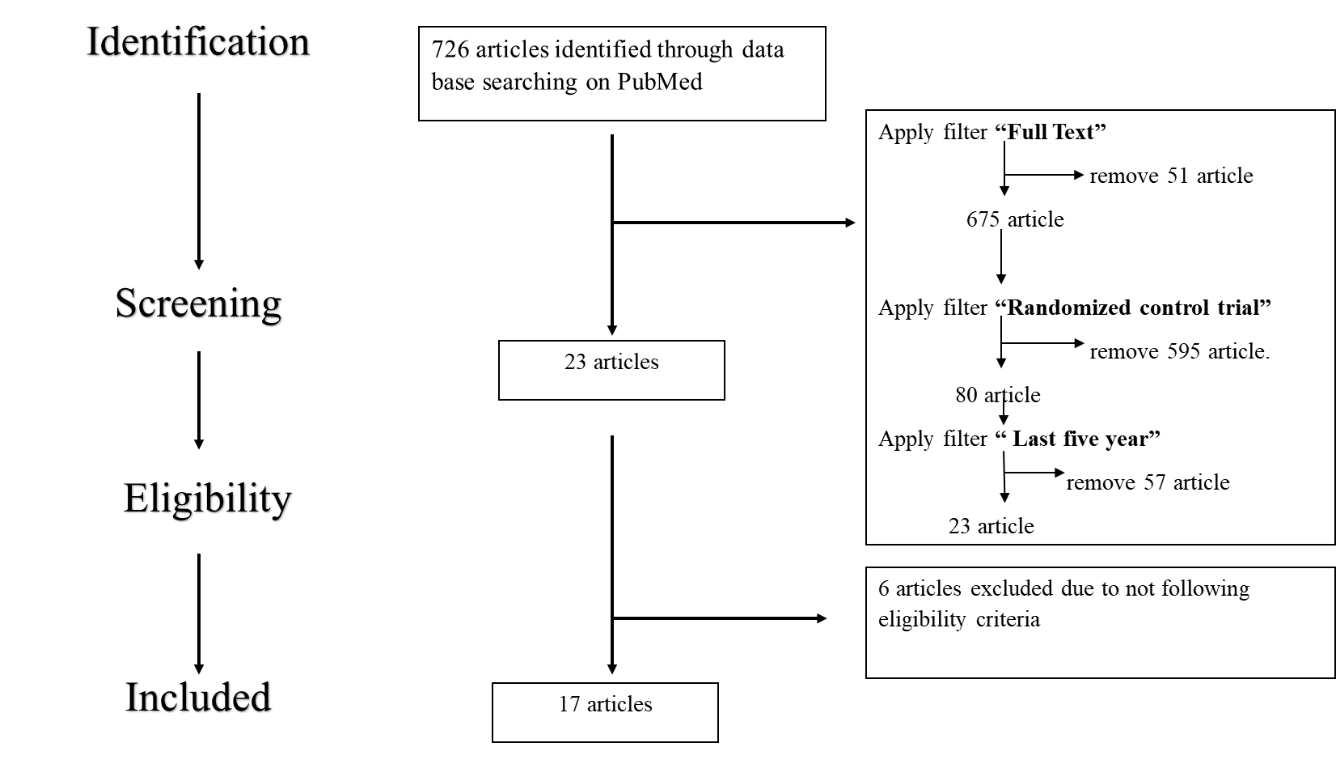 Identification
726 articles identified through data
base searching on PubMed
Apply filter “Full Text”
remove 51 article
675 article
Screening
Apply filter “Randomized control trial”
remove 595 article.
23 articles
80 article
Apply filter “ Last five year”
remove 57 article
Eligibility
23 article
6 articles excluded due to not following
eligibility criteria
Included
17 articles